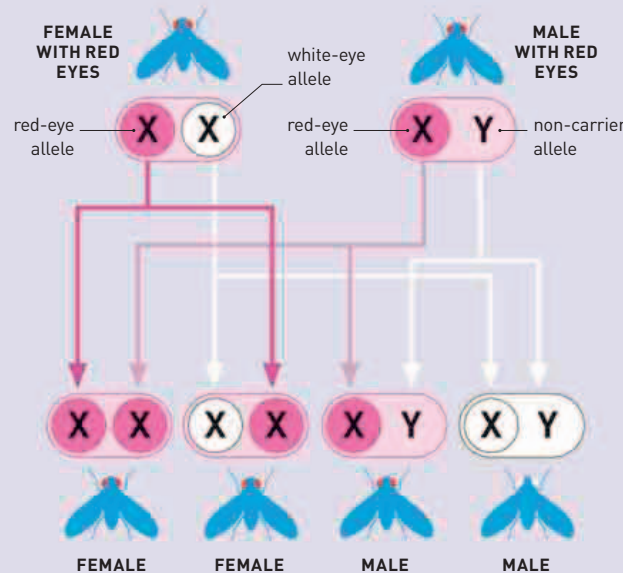 FEMALE
WITH RED
EYES
white-eye
allele
MALE
WITH RED
EYES
red-eye
allele
X X
red-eye
allele
X Y
non-carrier
allele
X X
X X
X Y
X Y
FEMALE
FEMALE
MALE
MALE